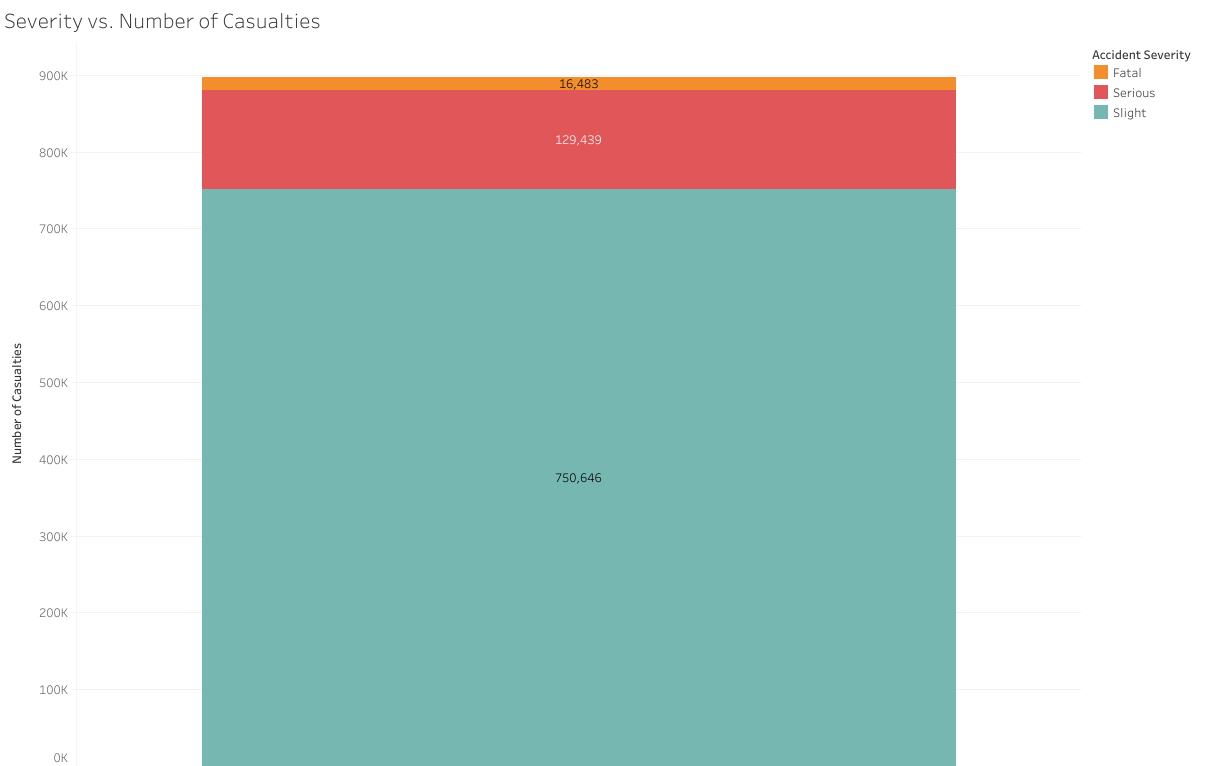 Severity vs. Number of Casualties
Accident Severity
Fatal
Serious
Slight
Number of Casualties
900K
800K
700K
600K
500K
400K
300K
200K
100K
0K
16,483
129,439
750,646